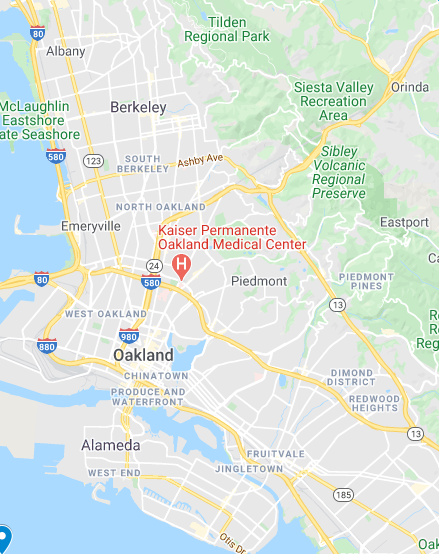 Tilden
Regional Park
80
Albany
Siesta Valley
Recreation
Area
Orinda
McLaughlin
Eastshore
ate Seashore
Berkeley
580
123
SOUTH
BERKELEY
Ashby Ave
Sibley
Volcanic
Regional
Preserve
NORTH OAKLAND
Emeryville
Eastport
Kaiser Permanente
Oakland Medical Center
H
24
Ca
80
580
Piedmont
PIEDMONT
PINES
13
WEST OAKLAND
Re
Ro
980
880
Oakland
CHINATOWN
PRODUCE AND
WATERFRONT
DIMOND
DISTRICT
REDWOOD
HEIGHTS
13
Alameda
FRUITVALE
JINGLETOWN
WEST END
185
Otis Dr
Oak